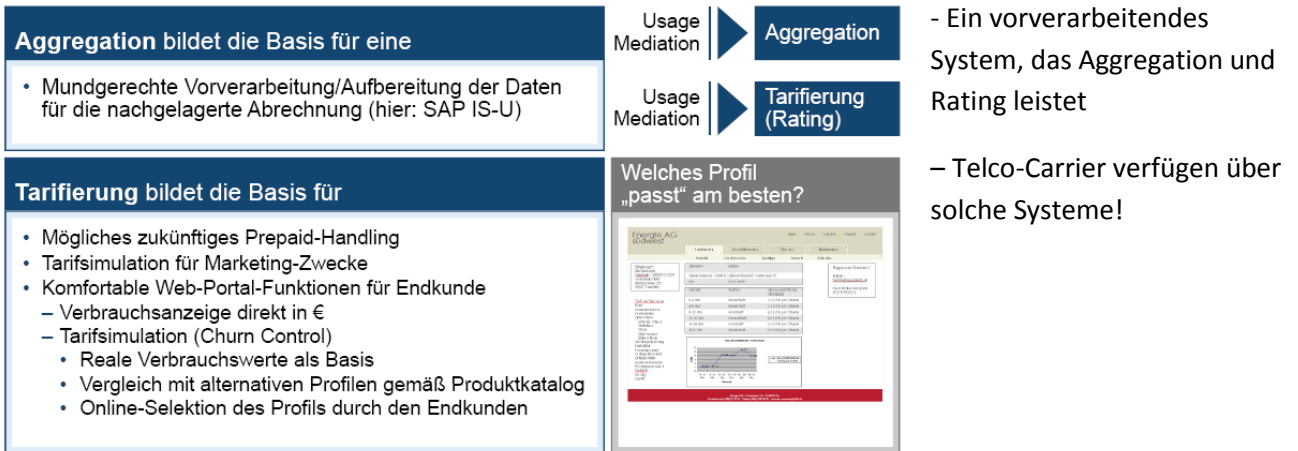 Aggregation bildet die Basis für eine
• Mundgerechte Vorverarbeitung/Aufbereitung der Daten
für die nachgelagerte Abrechnung (hier: SAP IS-U)
Usage
Mediation
Aggregation
Usage
Mediation
Tarifierung
(Rating)
- Ein vorverarbeitendes
System, das Aggregation und
Rating leistet
– Telco-Carrier verfügen über
solche Systeme!
Tarifierung bildet die Basis für
• Mögliches zukünftiges Prepaid-Handling
• Tarifsimulation für Marketing-Zwecke
• Komfortable Web-Portal-Funktionen für Endkunde
– Verbrauchsanzeige direkt in €
– Tarifsimulation (Churn Control)
• Reale Verbrauchswerte als Basis
• Vergleich mit alternativen Profilen gemäß Produktkatalog
• Online-Selektion des Profils durch den Endkunden
Welches Profil
„passt“ am besten?
Energie AG
südwest